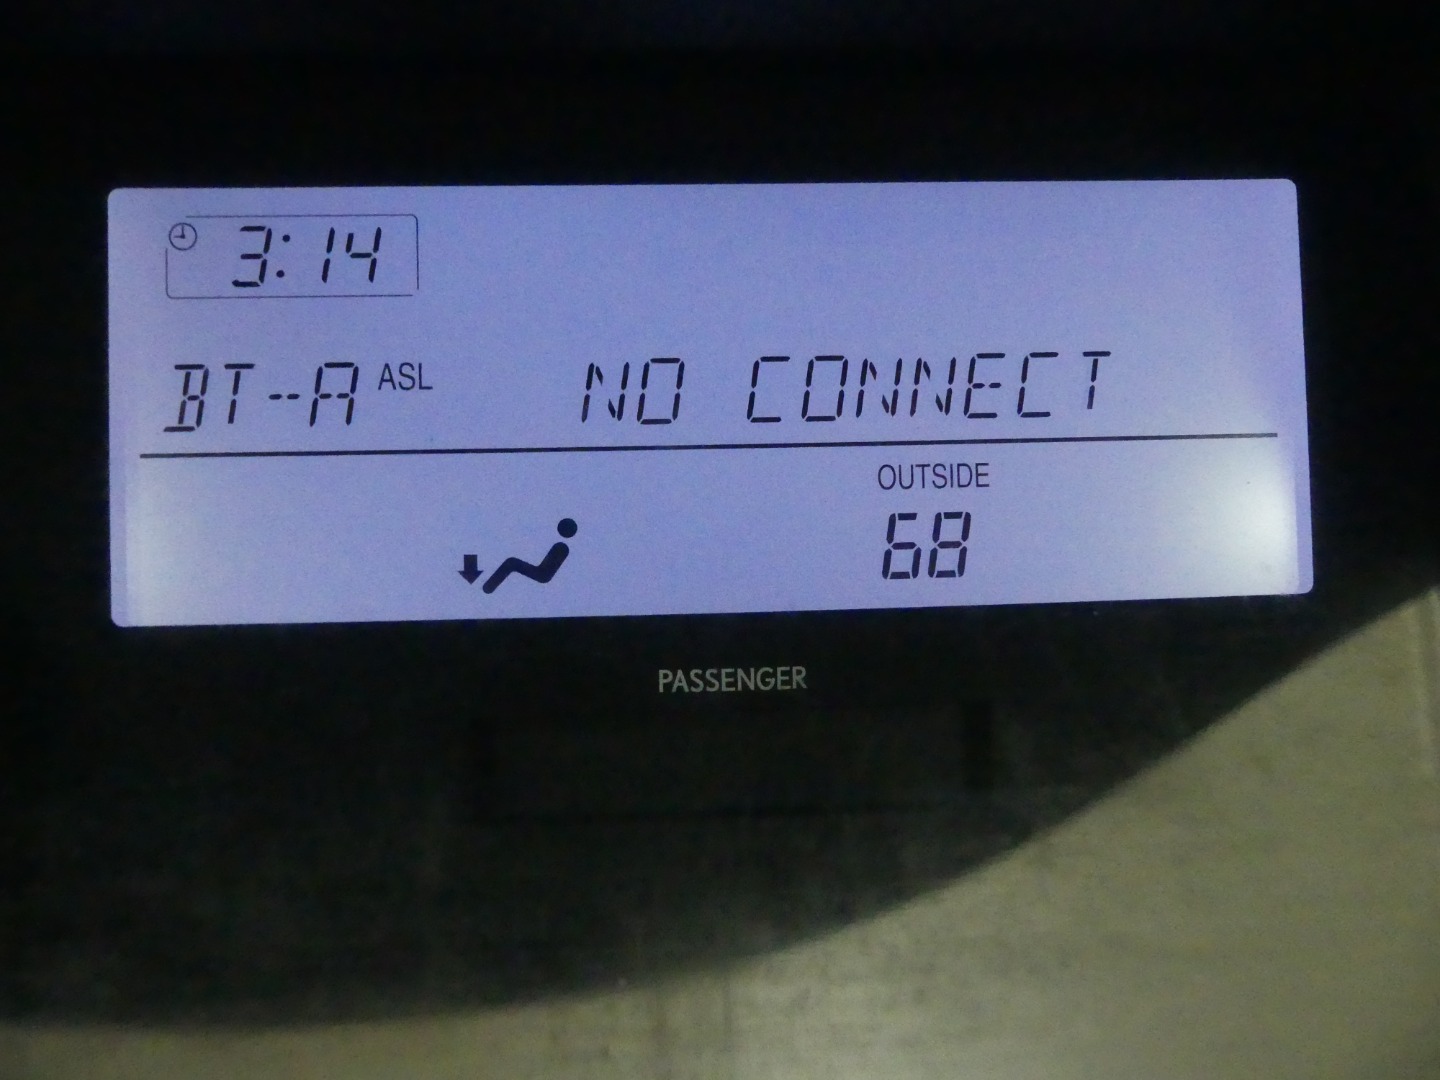 3:14
BT--A ASL NO CONNECT
OUTSIDE
68
PASSENGER